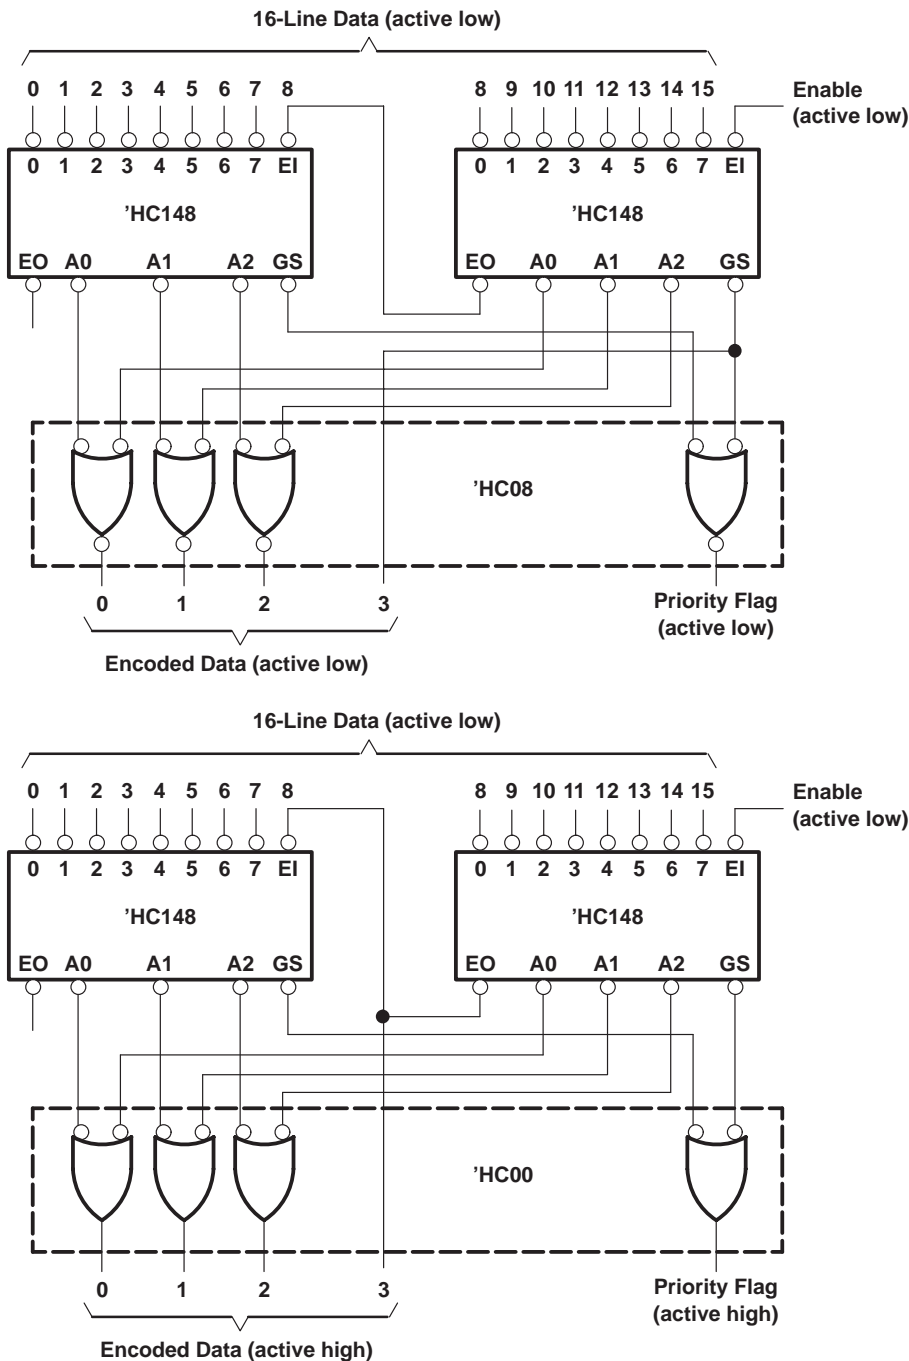 16-Line Data (active low)
0 1 2 3 4 5 6 7 8 8 9 10 11 12 13 14 15 Enable
(active low)
0 1 2 3 4 5 6 7 EI 0 1 2 3 4 5 6 7 EI
’HC148 ’HC148
EO A0 A1 A2 GS EO A0 A1 A2 GS
’HC08
0 1 2 3 Priority Flag
(active low)
Encoded Data (active low)
16-Line Data (active low)
0 1 2 3 4 5 6 7 8 8 9 10 11 12 13 14 15 Enable
(active low)
0 1 2 3 4 5 6 7 EI 0 1 2 3 4 5 6 7 EI
’HC148 ’HC148
EO A0 A1 A2 GS EO A0 A1 A2 GS
’HC00
0 1 2 3 Priority Flag
(active high)
Encoded Data (active high)